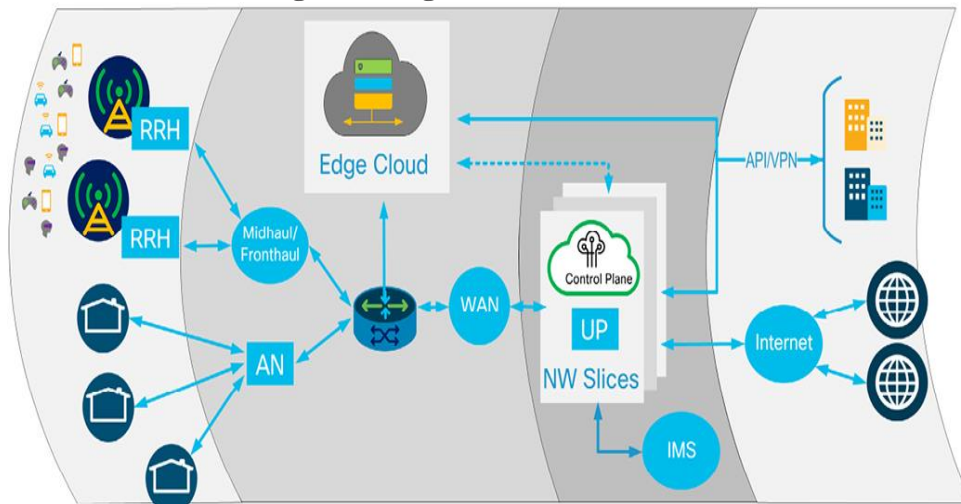 RRH
RRH
Midhaul/
Fronthaul
AN
Edge Cloud
WAN
Control Plane
UP
NW Slices
IMS
API/VPN
Internet